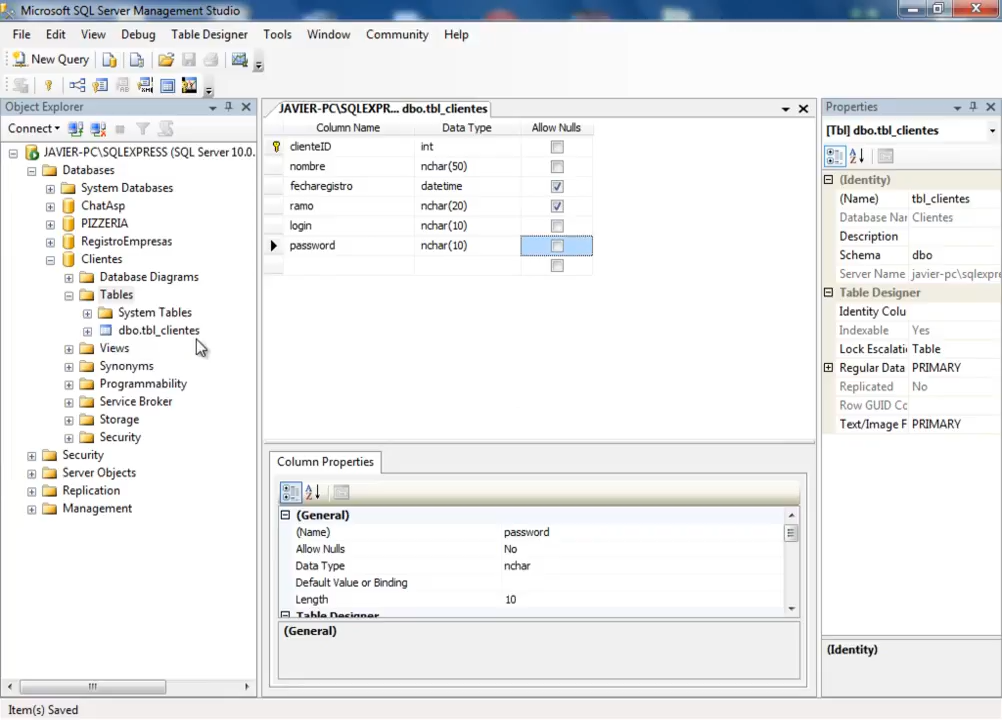 Microsoft SQL Server Management Studio
File Edit View Debug Table Designer Tools Window Community Help
New Query
Object Explorer
Connect
JAVIER-PC\SQLEXPRESS (SQL Server 10.0.
Databases
System Databases
ChatAsp
PIZZERIA
RegistroEmpresas
Clientes
Database Diagrams
Tables
System Tables
dbo.tbl_clientes
Views
Synonyms
Programmability
Service Broker
Storage
Security
Security
Server Objects
Replication
Management
JAVIER-PC\SQLEXPR... dbo.tbl_clientes
Column Name Data Type Allow Nulls
clienteID int
nombre nchar(50)
fecharegistro datetime
ramo nchar(20)
login nchar(10)
password nchar(10)
Column Properties
(General)
(Name) password
Allow Nulls No
Data Type nchar
Default Value or Binding
Length 10
Table Designer
(General)
Properties
[Tbl] dbo.tbl_clientes
(Identity)
(Name) tbl_clientes
Database Nar Clientes
Description
Schema dbo
Server Name javier-pc\sqlexpre
Table Designer
Identity Colu
Indexable Yes
Lock Escalati Table
Regular Data PRIMARY
Replicated No
Row GUID Co
Text/Image F PRIMARY
(Identity)
Item(s) Saved